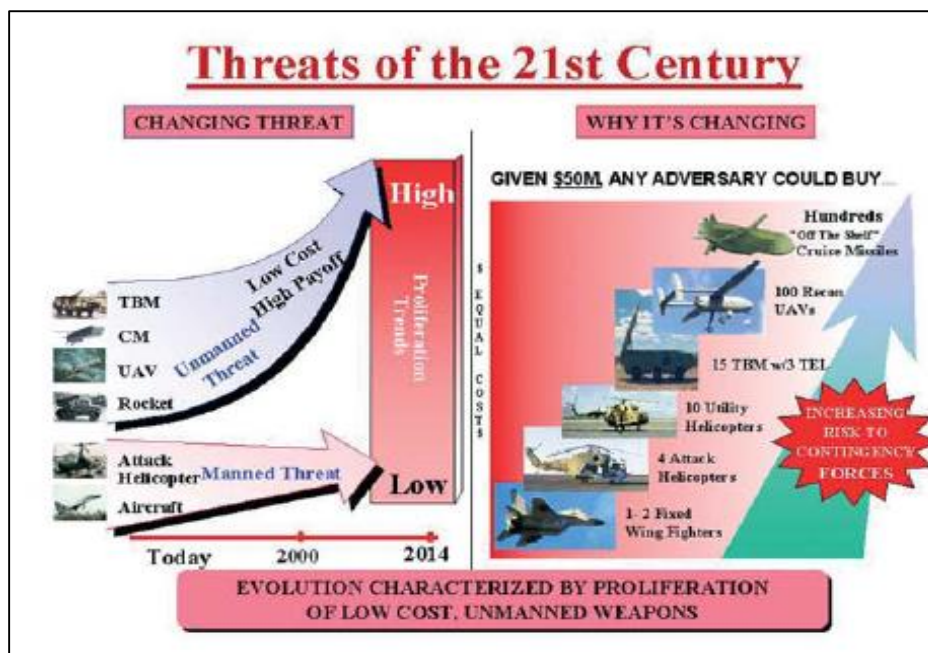 Threats of the 21st Century
CHANGING THREAT
High
Low Cost
High Payoff
Unmanned
Threat
Proliferation
Trends
TBM
CM
UAV
Rocket
Attack
Helicopter
Manned Threat
Low
Aircraft
Today
2000
2014
WHY IT'S CHANGING
GIVEN $50M, ANY ADVERSARY COULD BUY...
$ EQUAL COST$
Hundreds
"Off The Shelf"
Cruise Missiles
100 Recon
UAVs
15 TBM w/3 TEL
10 Utility
Helicopters
4 Attack
Helicopters
1- 2 Fixed
Wing Fighters
INCREASING
RISK TO
CONTINGENCY
FORCES
EVOLUTION CHARACTERIZED BY PROLIFERATION
OF LOW COST, UNMANNED WEAPONS